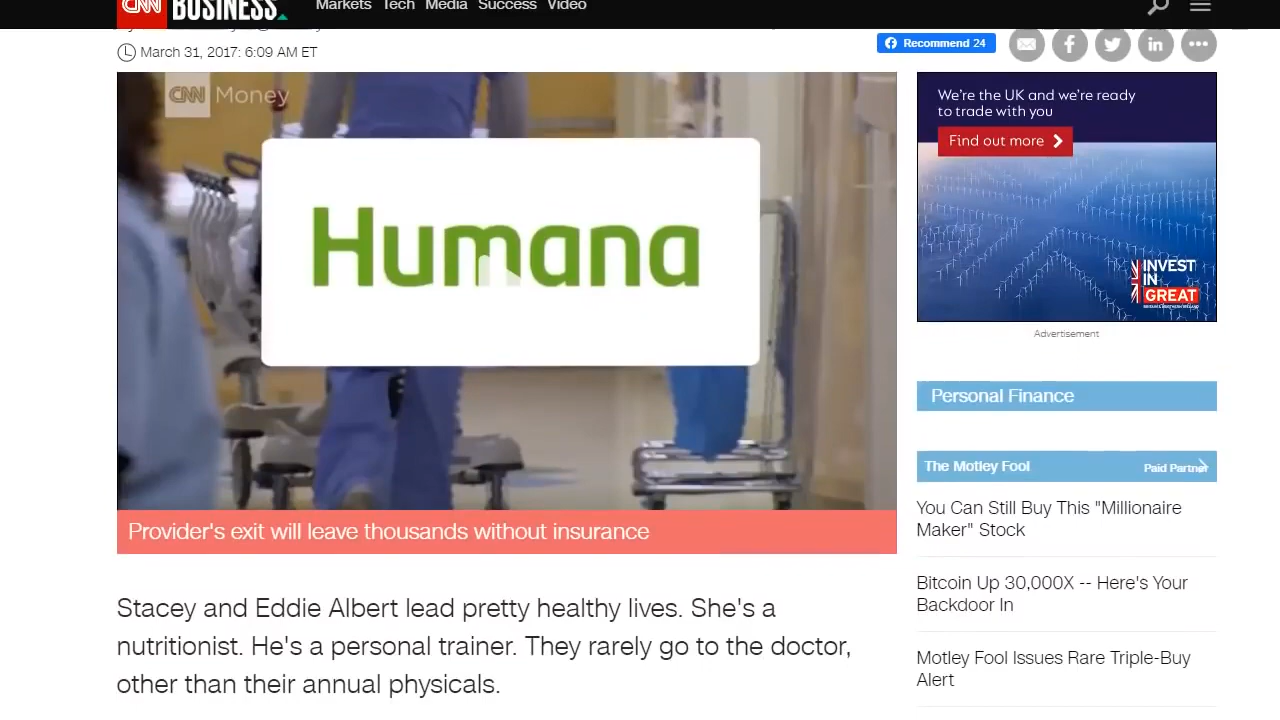 CNN BUSINESS Markets Tech Media Success Video
March 31, 2017: 6:09 AM ET
Recommend 24
CNN Money
Humana
Provider's exit will leave thousands without insurance
Stacey and Eddie Albert lead pretty healthy lives. She's a
nutritionist. He's a personal trainer. They rarely go to the doctor,
other than their annual physicals.
We're the UK and we're ready
to trade with you
Find out more
INVEST
IN
GREAT
Advertisement
Personal Finance
The Motley Fool Paid Partner
You Can Still Buy This "Millionaire
Maker" Stock
Bitcoin Up 30,000X -- Here's Your
Backdoor In
Motley Fool Issues Rare Triple-Buy
Alert